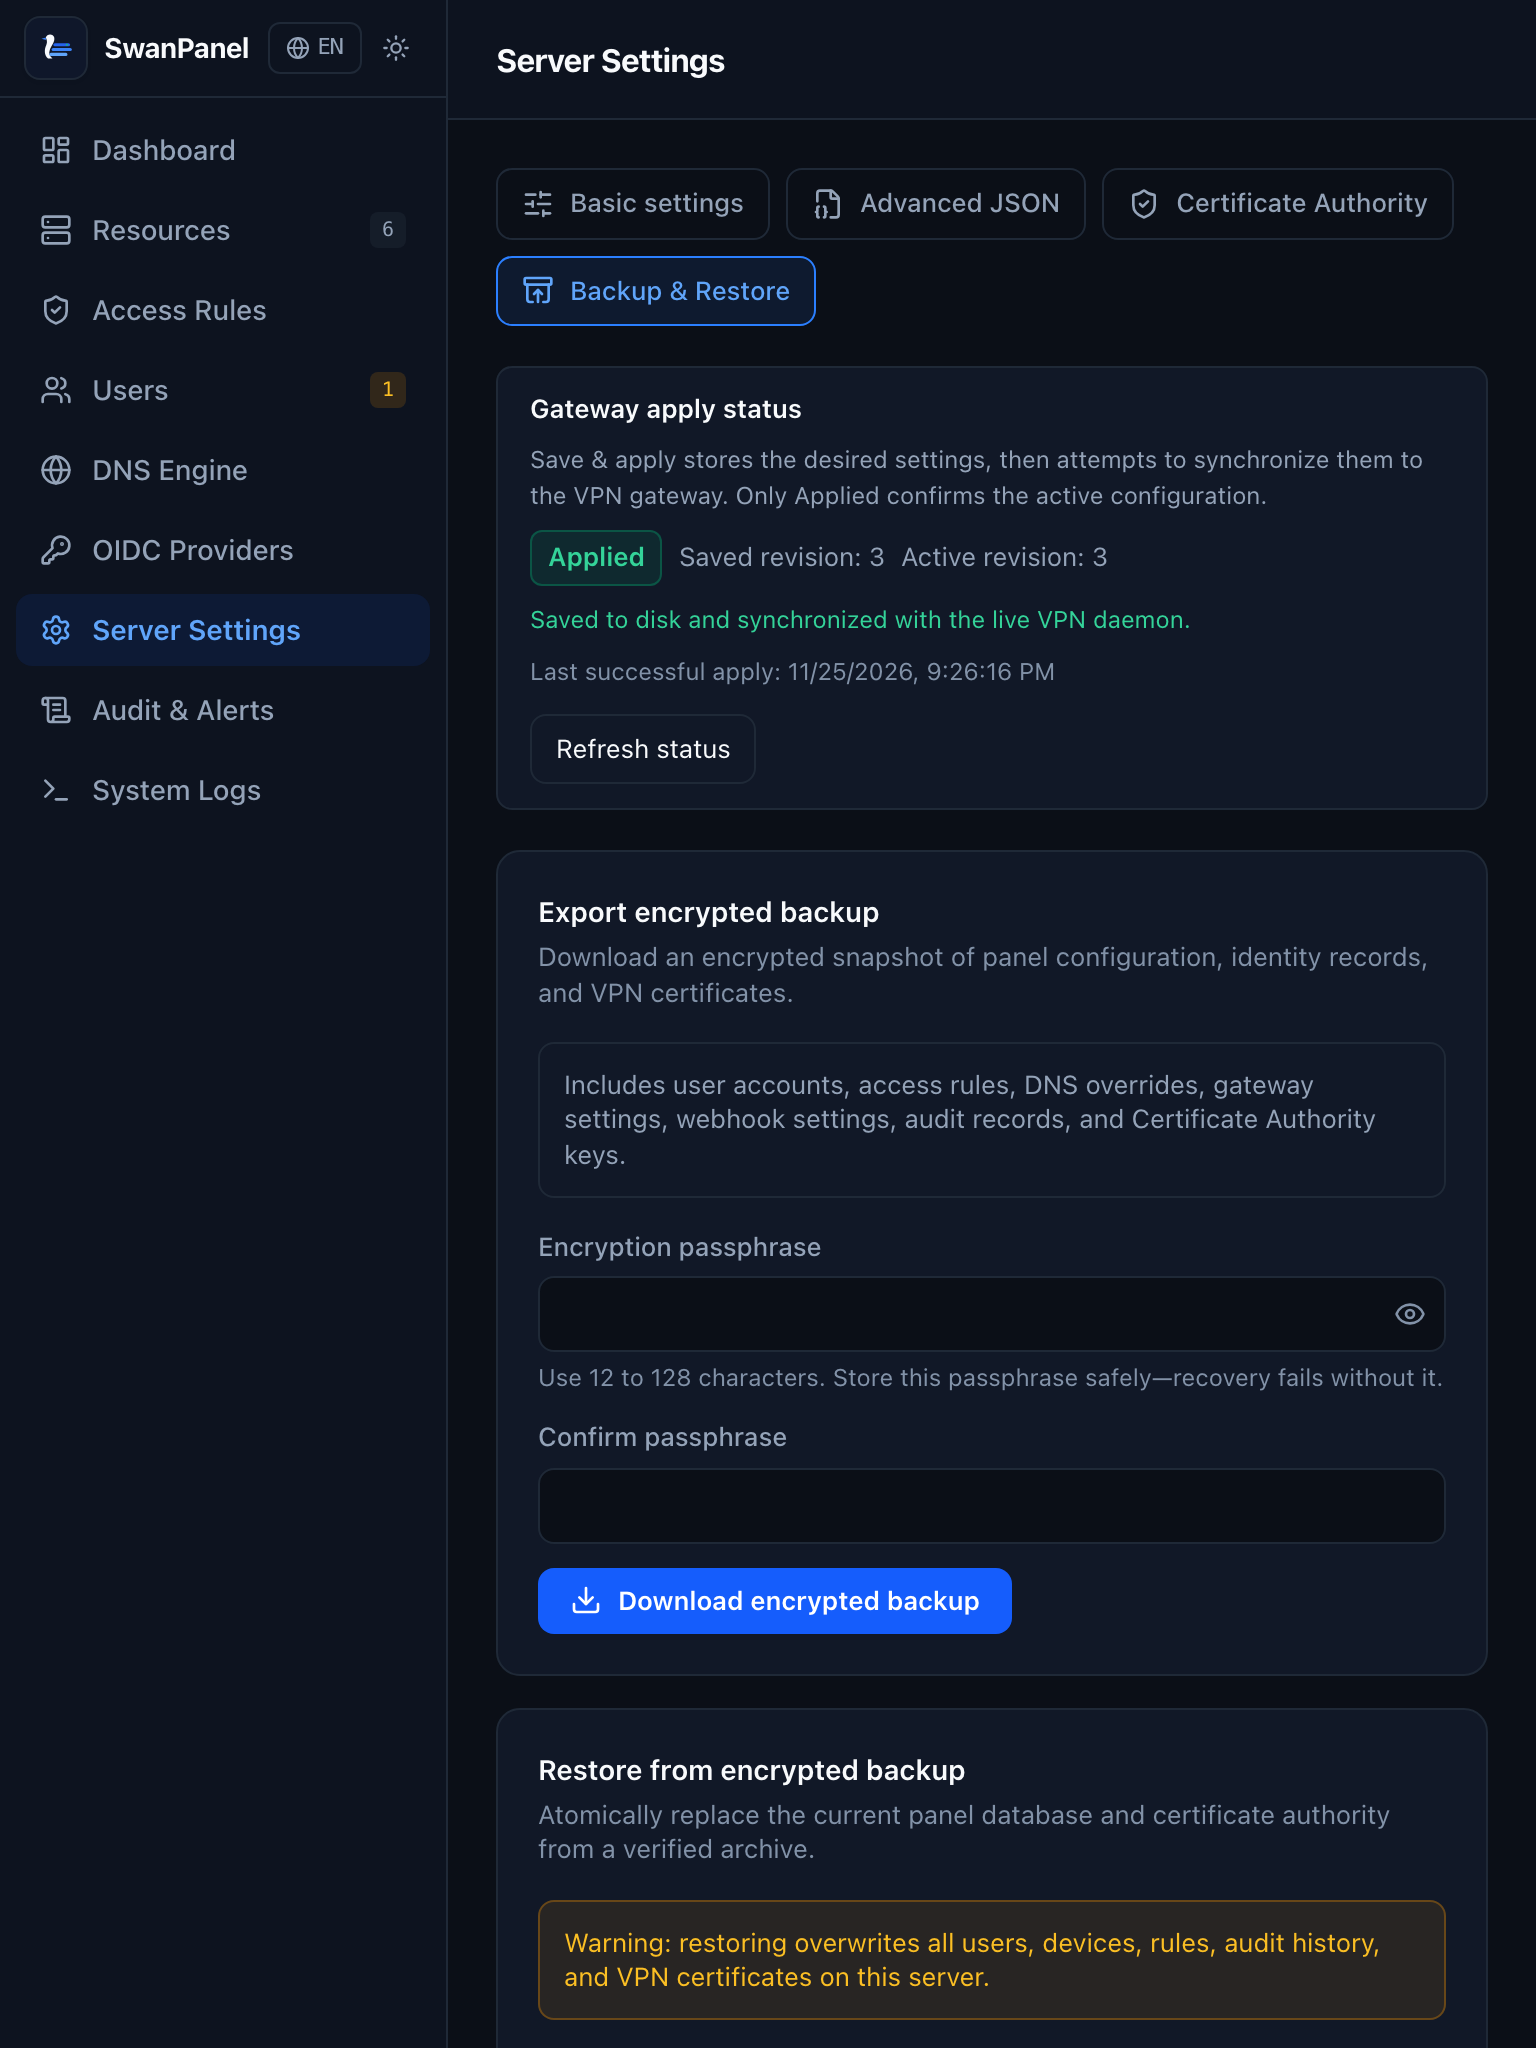 SwanPanel
EN
Dashboard
Resources
6
Access Rules
Users
1
DNS Engine
OIDC Providers
Server Settings
Audit & Alerts
System Logs
Server Settings
Basic settings
Advanced JSON
Certificate Authority
Backup & Restore
Gateway apply status
Save & apply stores the desired settings, then attempts to synchronize them to
the VPN gateway. Only Applied confirms the active configuration.
Applied
Saved revision: 3
Active revision: 3
Saved to disk and synchronized with the live VPN daemon.
Last successful apply: 11/25/2026, 9:26:16 PM
Refresh status
Export encrypted backup
Download an encrypted snapshot of panel configuration, identity records,
and VPN certificates.
Includes user accounts, access rules, DNS overrides, gateway
settings, webhook settings, audit records, and Certificate Authority
keys.
Encryption passphrase
Use 12 to 128 characters. Store this passphrase safely—recovery fails without it.
Confirm passphrase
Download encrypted backup
Restore from encrypted backup
Atomically replace the current panel database and certificate authority
from a verified archive.
Warning: restoring overwrites all users, devices, rules, audit history,
and VPN certificates on this server.